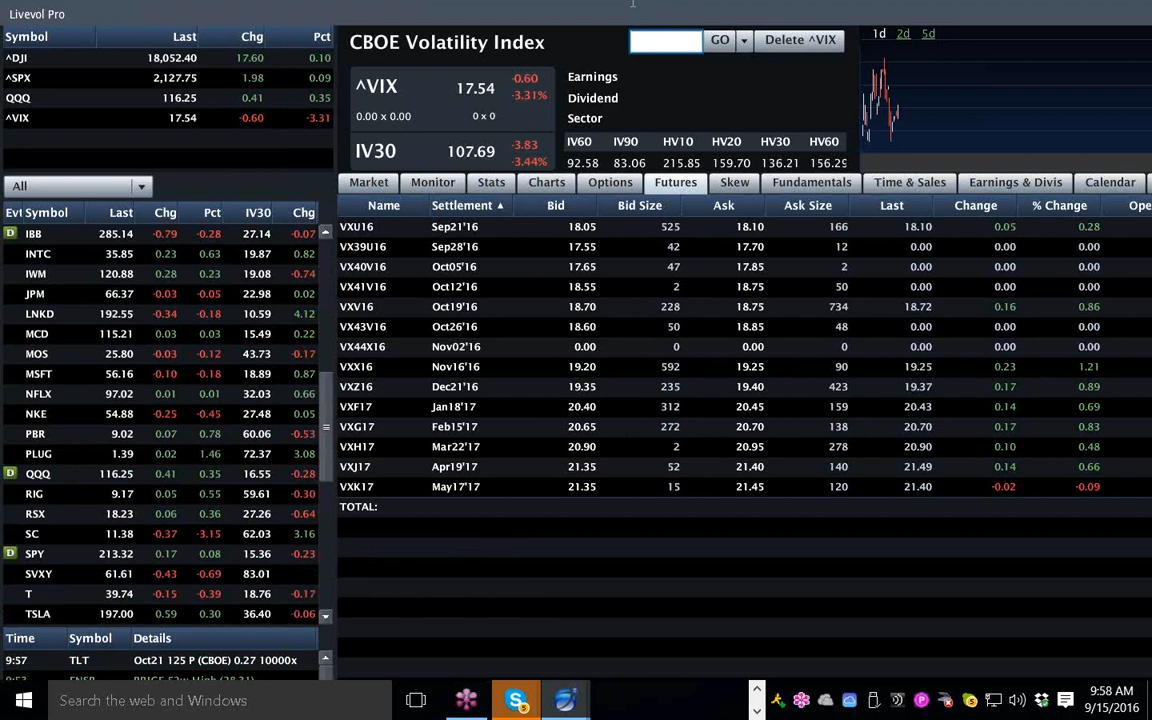 Livevol Pro
Symbol Last Chg Pct
^DJI 18,052.40 17.60 0.10
^SPX 2,127.75 1.98 0.09
QQQ 116.25 0.41 0.35
^VIX 17.54 -0.60 -3.31
CBOE Volatility Index GO Delete ^VIX
^VIX 17.54 -0.60 -3.31%
0.00 x 0.00 0 x 0
IV30 107.69 -3.83 -3.44%
Earnings
Dividend
Sector
IV60 IV90 HV10 HV20 HV30 HV60
92.58 83.06 215.85 159.70 136.21 156.29
1d 2d 5d
All
Evt Symbol Last Chg Pct IV30 Chg
D IBB 285.14 -0.79 -0.28 27.14 -0.07
INTC 35.85 0.23 0.63 19.87 0.82
IWM 120.88 0.28 0.23 19.08 -0.74
JPM 66.37 -0.03 -0.05 22.98 0.02
LNKD 192.55 -0.34 -0.18 10.59 4.12
MCD 115.21 0.03 0.03 15.49 0.22
MOS 25.80 -0.03 -0.12 43.73 -0.17
MSFT 56.16 -0.10 -0.18 18.89 0.87
NFLX 97.02 0.01 0.01 32.03 0.66
NKE 54.88 -0.25 -0.45 27.48 0.05
PBR 9.02 0.07 0.78 60.06 -0.53
PLUG 1.39 0.02 1.46 72.37 3.08
D QQQ 116.25 0.41 0.35 16.55 -0.28
RIG 9.17 0.05 0.55 59.61 -0.30
RSX 18.23 0.06 0.36 27.26 -0.64
SC 11.38 -0.37 -3.15 62.03 3.16
D SPY 213.32 0.17 0.08 15.36 -0.23
SVXY 61.61 -0.43 -0.69 83.01
T 39.74 -0.15 -0.39 18.76 -0.17
TSLA 197.00 0.59 0.30 36.40 -0.06
Time Symbol Details
9:57 TLT Oct21 125 P (CBOE) 0.27 10000x
Market Monitor Stats Charts Options Futures Skew Fundamentals Time & Sales Earnings & Divis Calendar
Name Settlement Bid Bid Size Ask Ask Size Last Change % Change Ope
VXU16 Sep21'16 18.05 525 18.10 166 18.10 0.05 0.28
VX39U16 Sep28'16 17.55 42 17.70 12 0.00 0.00 0.00
VX40V16 Oct05'16 17.65 47 17.85 2 0.00 0.00 0.00
VX41V16 Oct12'16 18.55 2 18.75 50 0.00 0.00 0.00
VXV16 Oct19'16 18.70 228 18.75 734 18.72 0.16 0.86
VX43V16 Oct26'16 18.60 50 18.85 48 0.00 0.00 0.00
VX44X16 Nov02'16 0.00 0 0.00 0 0.00 0.00 0.00
VXX16 Nov16'16 19.20 592 19.25 90 19.25 0.23 1.21
VXZ16 Dec21'16 19.35 235 19.40 423 19.37 0.17 0.89
VXF17 Jan18'17 20.40 312 20.45 159 20.43 0.14 0.69
VXG17 Feb15'17 20.65 272 20.70 138 20.70 0.17 0.83
VXH17 Mar22'17 20.90 2 20.95 278 20.90 0.10 0.48
VXJ17 Apr19'17 21.35 52 21.40 140 21.49 0.14 0.66
VXK17 May17'17 21.35 15 21.45 120 21.40 -0.02 -0.09
TOTAL:
Search the web and Windows
9:58 AM
9/15/2016